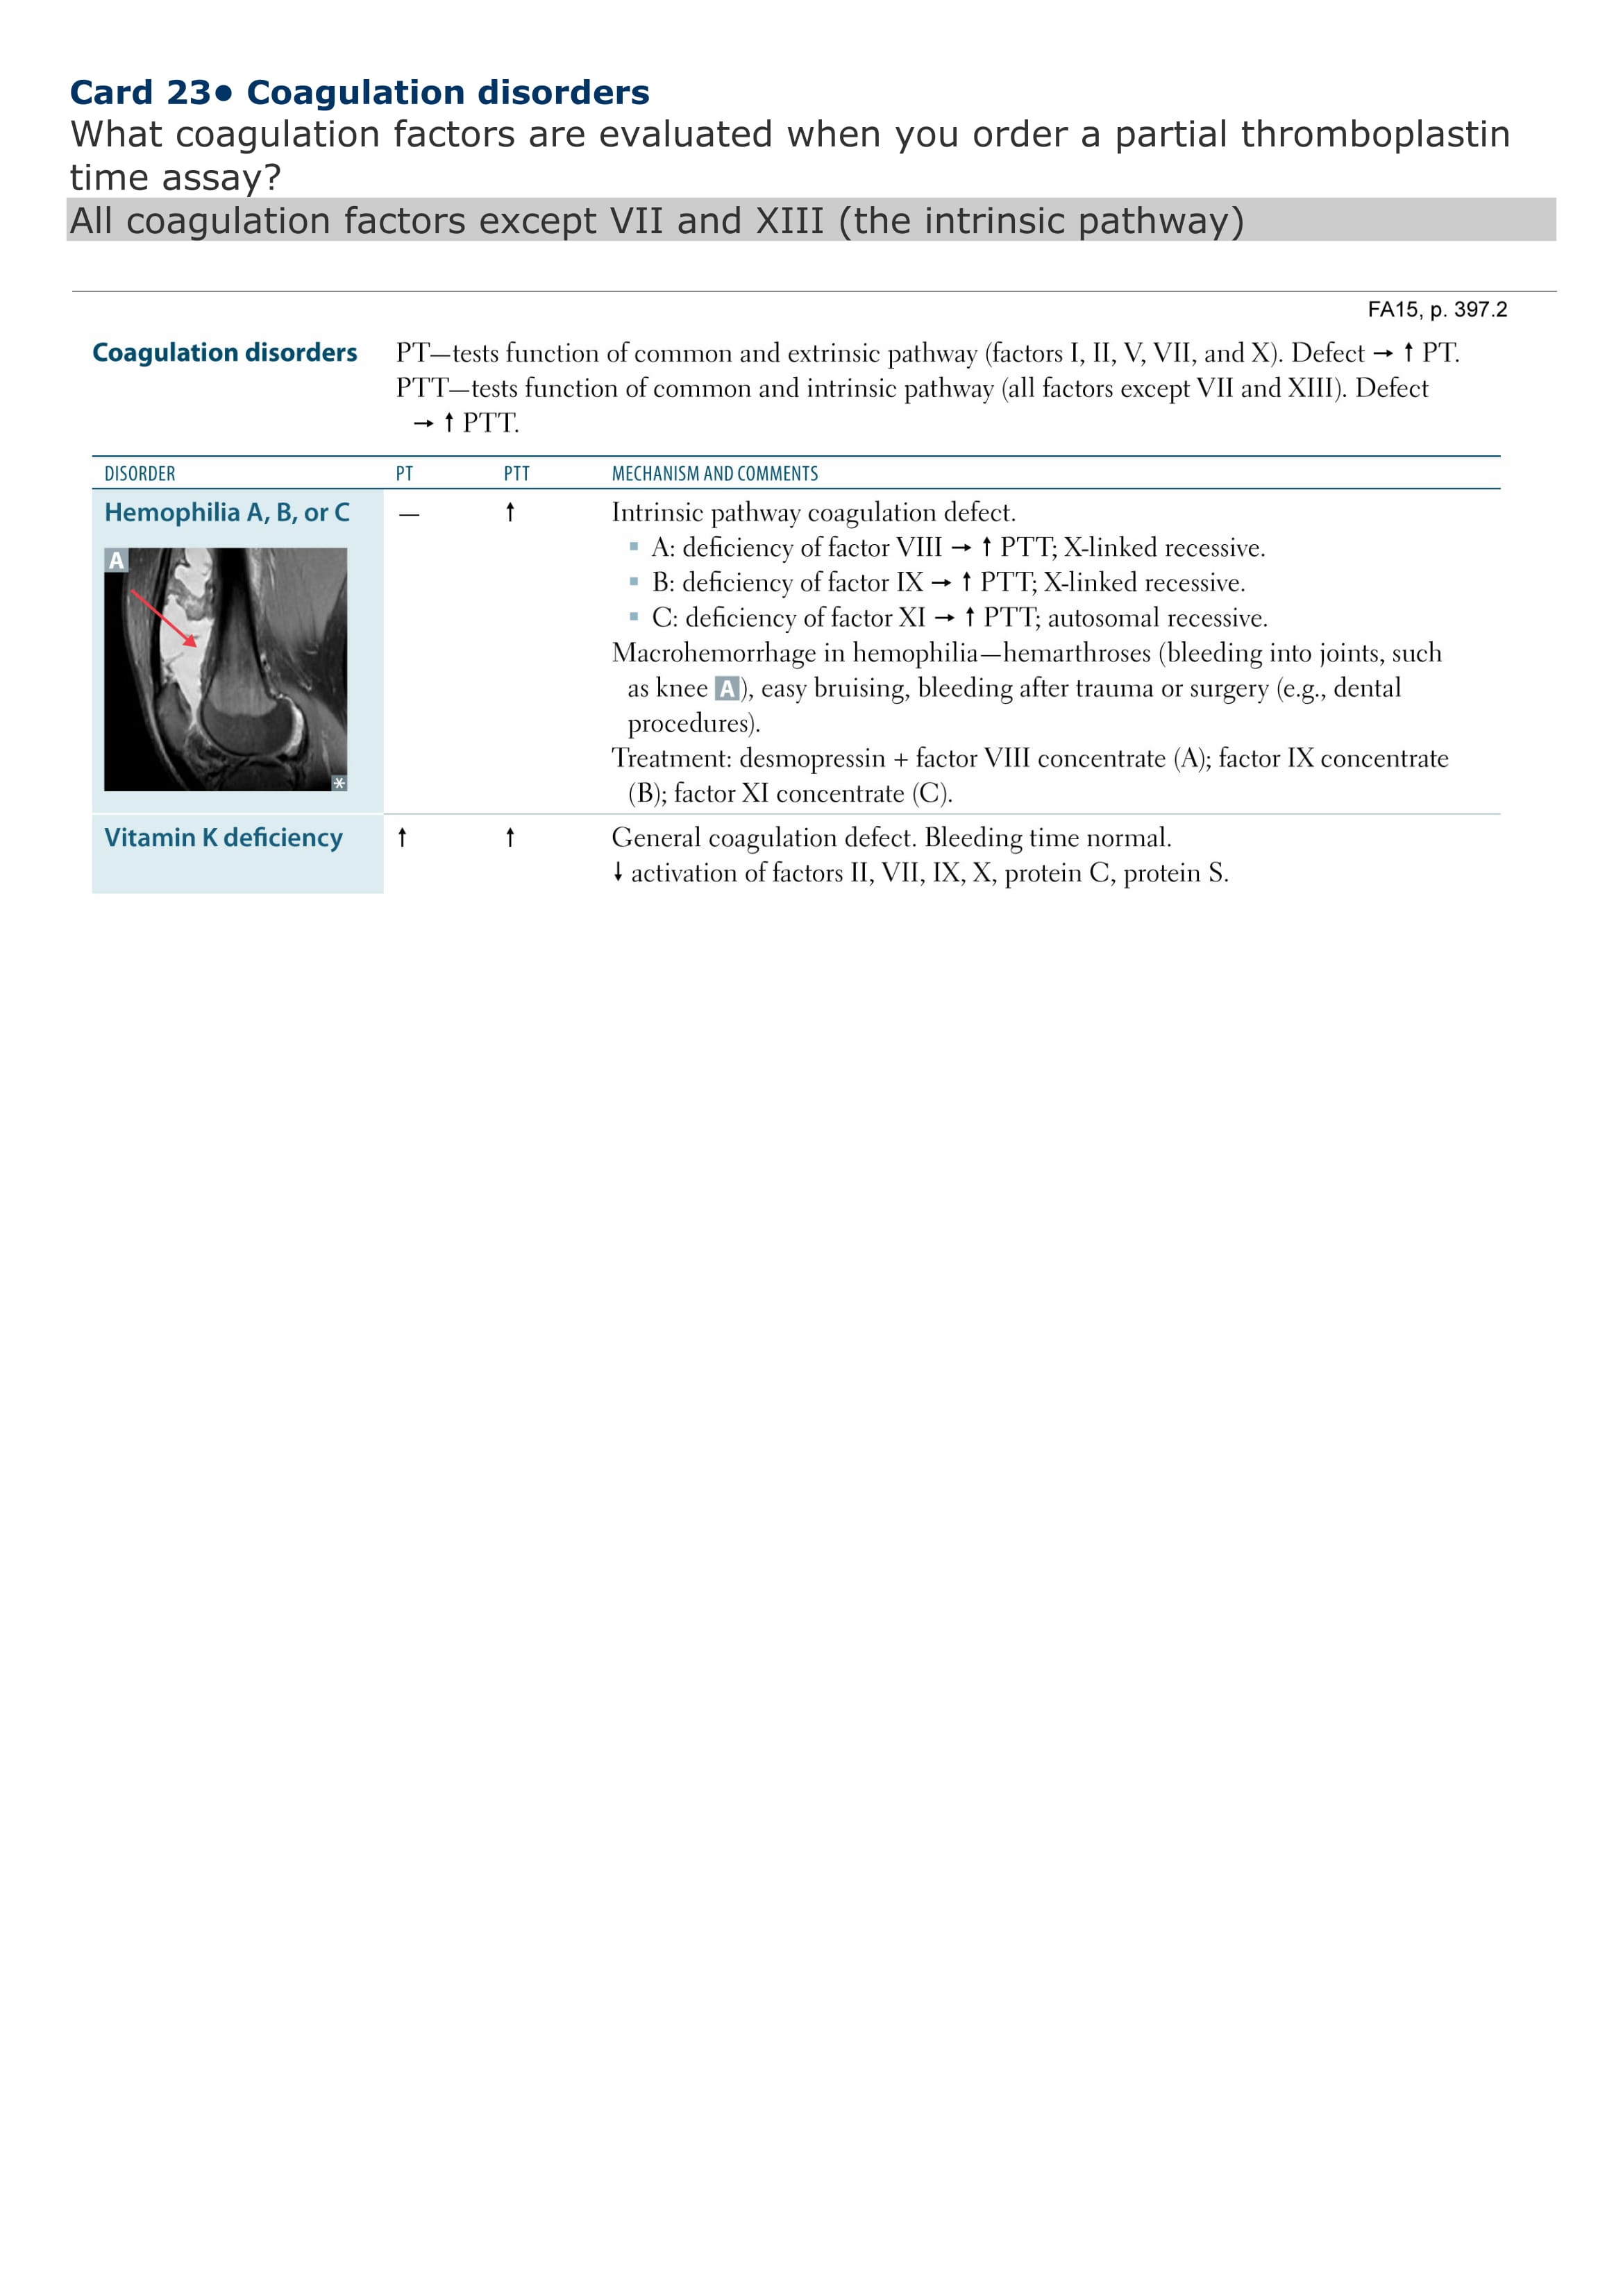 Card 23• Coagulation disorders
What coagulation factors are evaluated when you order a partial thromboplastin
time assay?
All coagulation factors except VII and XIII (the intrinsic pathway)
FA15, p. 397.2
Coagulation disorders PT—tests function of common and extrinsic pathway (factors I, II, V, VII, and X). Defect → ↑ PT.
PTT—tests function of common and intrinsic pathway (all factors except VII and XIII). Defect
→ ↑ PTT.
DISORDER PT PTT MECHANISM AND COMMENTS
Hemophilia A, B, or C — ↑ Intrinsic pathway coagulation defect.
A
▪ A: deficiency of factor VIII → ↑ PTT; X-linked recessive.
▪ B: deficiency of factor IX → ↑ PTT; X-linked recessive.
▪ C: deficiency of factor XI → ↑ PTT; autosomal recessive.
Macrohemorrhage in hemophilia—hemarthroses (bleeding into joints, such
as knee A), easy bruising, bleeding after trauma or surgery (e.g., dental
procedures).
Treatment: desmopressin + factor VIII concentrate (A); factor IX concentrate
(B); factor XI concentrate (C).
Vitamin K deficiency ↑ ↑ General coagulation defect. Bleeding time normal.
↓ activation of factors II, VII, IX, X, protein C, protein S.